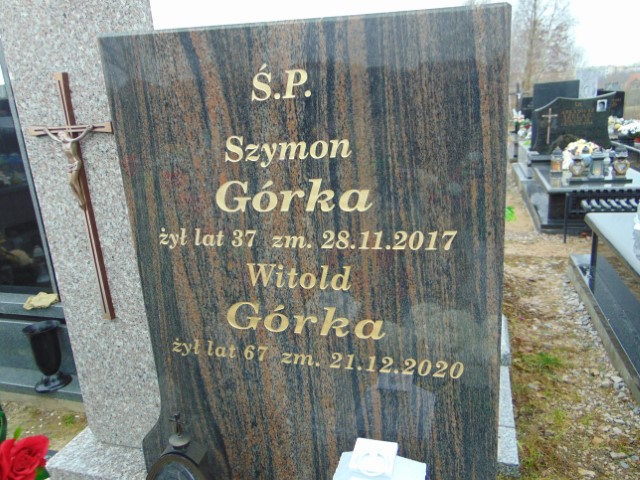 Ś.P.
Szymon
Górka
żył lat 37 zm. 28.11.2017
Witold
Górka
żył lat 67 zm. 21.12.2020